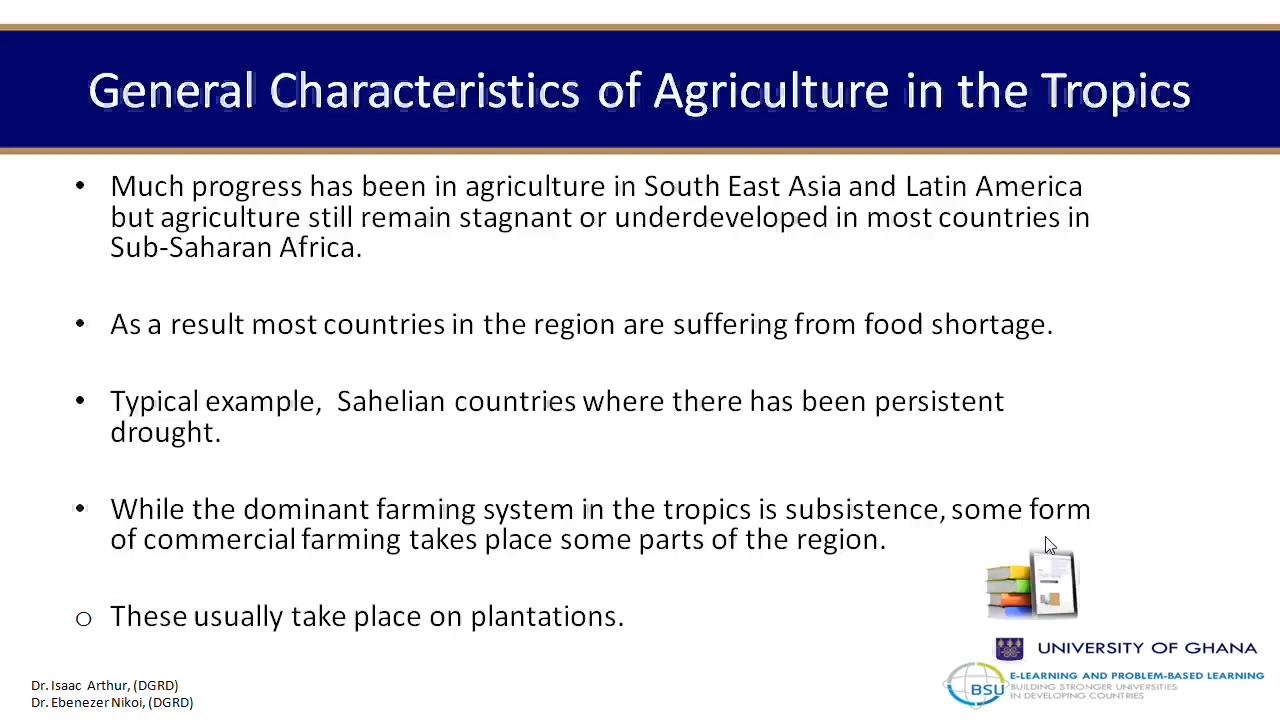 General Characteristics of Agriculture in the Tropics
• Much progress has been in agriculture in South East Asia and Latin America
but agriculture still remain stagnant or underdeveloped in most countries in
Sub-Saharan Africa.
• As a result most countries in the region are suffering from food shortage.
• Typical example, Sahelian countries where there has been persistent
drought.
• While the dominant farming system in the tropics is subsistence, some form
of commercial farming takes place some parts of the region.
o These usually take place on plantations.
UNIVERSITY OF GHANA
BSU
E-LEARNING AND PROBLEM-BASED LEARNING
BUILDING STRONGER UNIVERSITIES
IN DEVELOPING COUNTRIES
Dr. Isaac Arthur, (DGRD)
Dr. Ebenezer Nikoi, (DGRD)